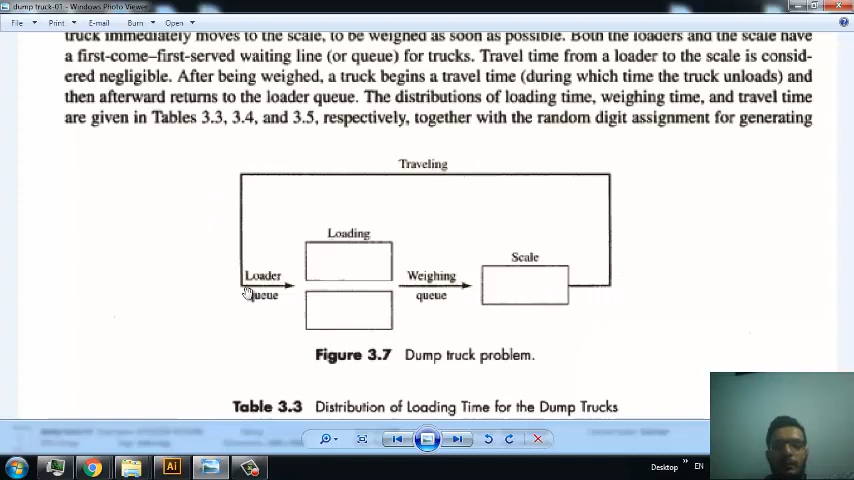 dump truck-01 - Windows Photo Viewer
File Print E-mail Burn Open
truck immediately moves to the scale, to be weighed as soon as possible. Both the loaders and the scale have
a first-come–first-served waiting line (or queue) for trucks. Travel time from a loader to the scale is consid-
ered negligible. After being weighed, a truck begins a travel time (during which time the truck unloads) and
then afterward returns to the loader queue. The distributions of loading time, weighing time, and travel time
are given in Tables 3.3, 3.4, and 3.5, respectively, together with the random digit assignment for generating
Traveling
Loading
Loader
queue
Weighing
queue
Scale
Figure 3.7 Dump truck problem.
Table 3.3 Distribution of Loading Time for the Dump Trucks
Ai
Desktop
EN